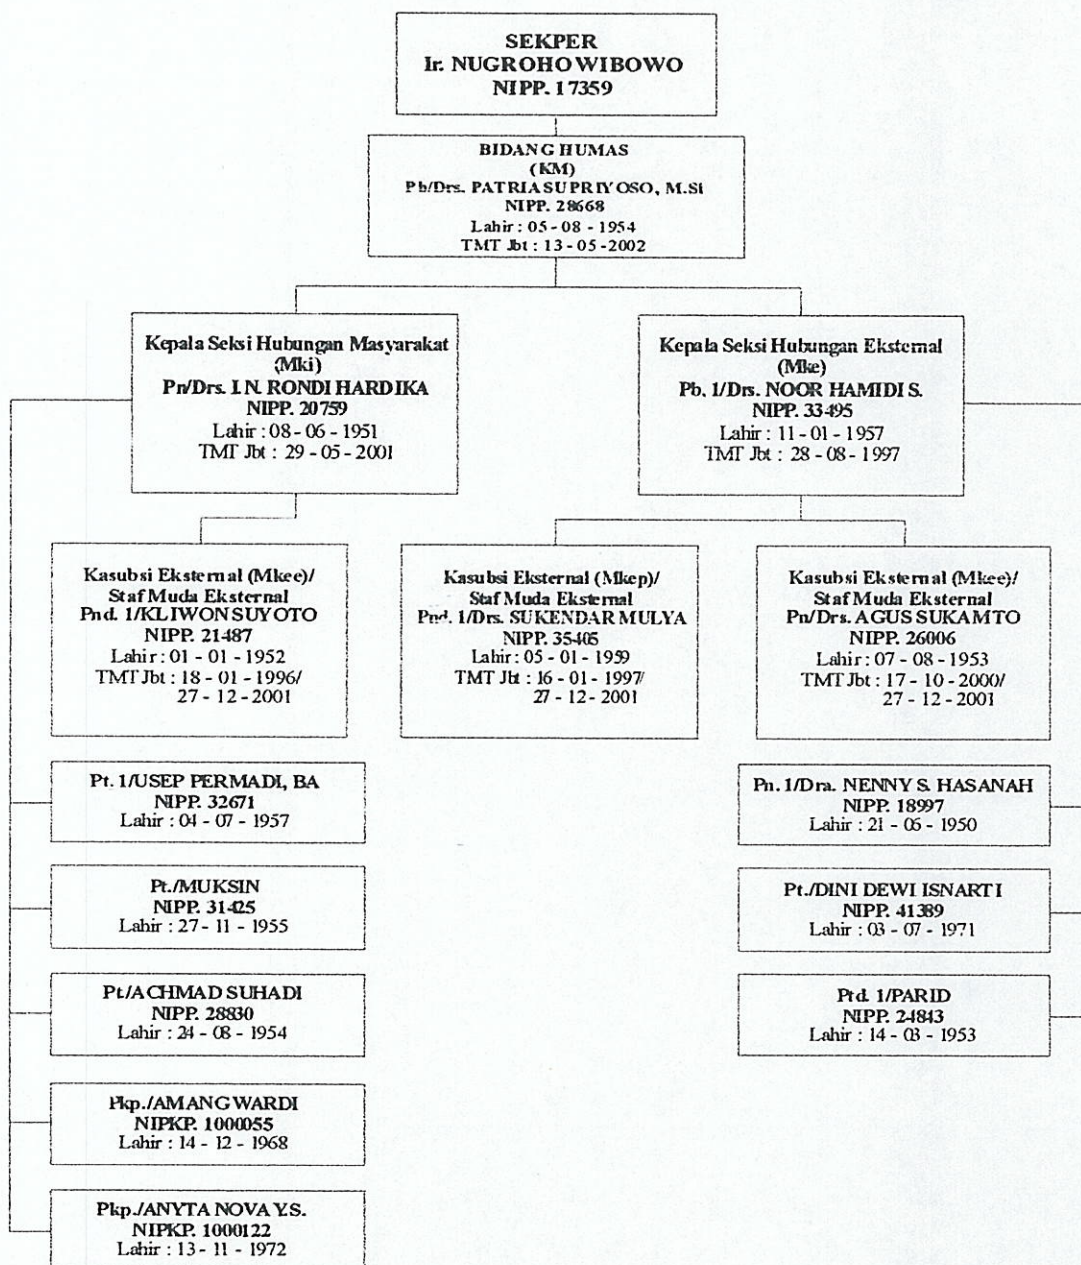 SEKPER
Ir. NUGROHO WIBOWO
NIPP. 17359
BIDANG HUMAS
(KM)
Pb/Drs. PATRIA SUPRIYOSO, M.Si
NIPP. 28668
Lahir : 05 - 08 - 1954
TMT Jbt : 13 - 05 - 2002
Kepala Seksi Hubungan Masyarakat
(Mki)
Pn/Drs. I.N. RONDI HARDIKA
NIPP. 20759
Lahir : 08 - 06 - 1951
TMT Jbt : 29 - 05 - 2001
Kepala Seksi Hubungan Eksternal
(Mke)
Pb. 1/Drs. NOOR HAMIDI S.
NIPP. 33495
Lahir : 11 - 01 - 1957
TMT Jbt : 28 - 08 - 1997
Kasubsi Eksternal (Mkee)/
Staf Muda Eksternal
Pnd. 1/KLIWON SUYOTO
NIPP. 21487
Lahir : 01 - 01 - 1952
TMT Jbt : 18 - 01 - 1996/
27 - 12 - 2001
Kasubsi Eksternal (Mkep)/
Staf Muda Eksternal
Pnd. 1/Drs. SUKENDAR MULYA
NIPP. 35405
Lahir : 05 - 01 - 1959
TMT Jbt : 16 - 01 - 1997/
27 - 12 - 2001
Kasubsi Eksternal (Mkee)/
Staf Muda Eksternal
Pn/Drs. AGUS SUKAMTO
NIPP. 26006
Lahir : 07 - 08 - 1953
TMT Jbt : 17 - 10 - 2000/
27 - 12 - 2001
Pt. 1/USEP PERMADI, BA
NIPP. 32671
Lahir : 04 - 07 - 1957
Pt./MUKSIN
NIPP. 31425
Lahir : 27 - 11 - 1955
Pt/ACHMAD SUHADI
NIPP. 28830
Lahir : 24 - 08 - 1954
Pkp./AMANG WARDI
NIPKP. 1000055
Lahir : 14 - 12 - 1968
Pkp./ANYTA NOVA Y.S.
NIPKP. 1000122
Lahir : 13 - 11 - 1972
Pn. 1/Dra. NENNY S. HASANAH
NIPP. 18997
Lahir : 21 - 06 - 1950
Pt./DINI DEWI ISNARTI
NIPP. 41389
Lahir : 03 - 07 - 1971
Ptd. 1/PARID
NIPP. 24843
Lahir : 14 - 03 - 1953